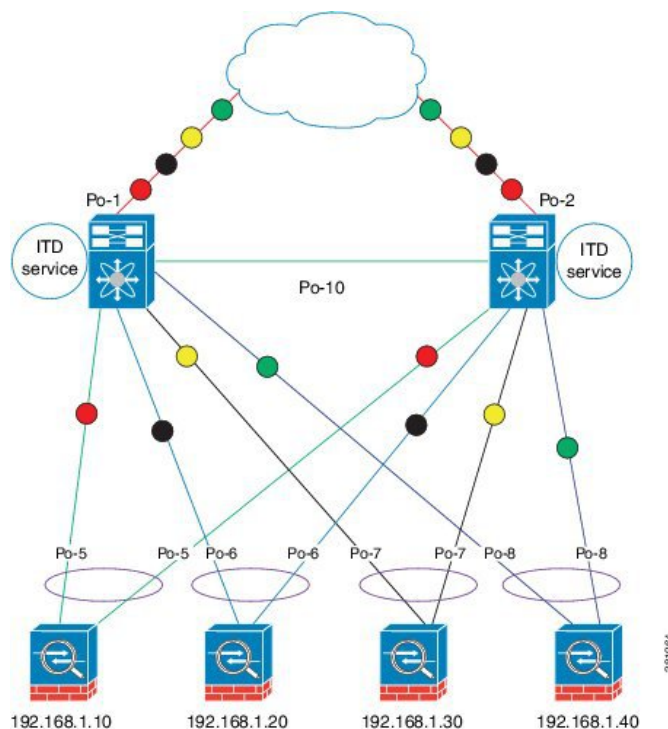 Po-1
Po-2
ITD
service
ITD
service
Po-10
Po-5
Po-5
Po-6
Po-6
Po-7
Po-7
Po-8
Po-8
192.168.1.10
192.168.1.20
192.168.1.30
192.168.1.40